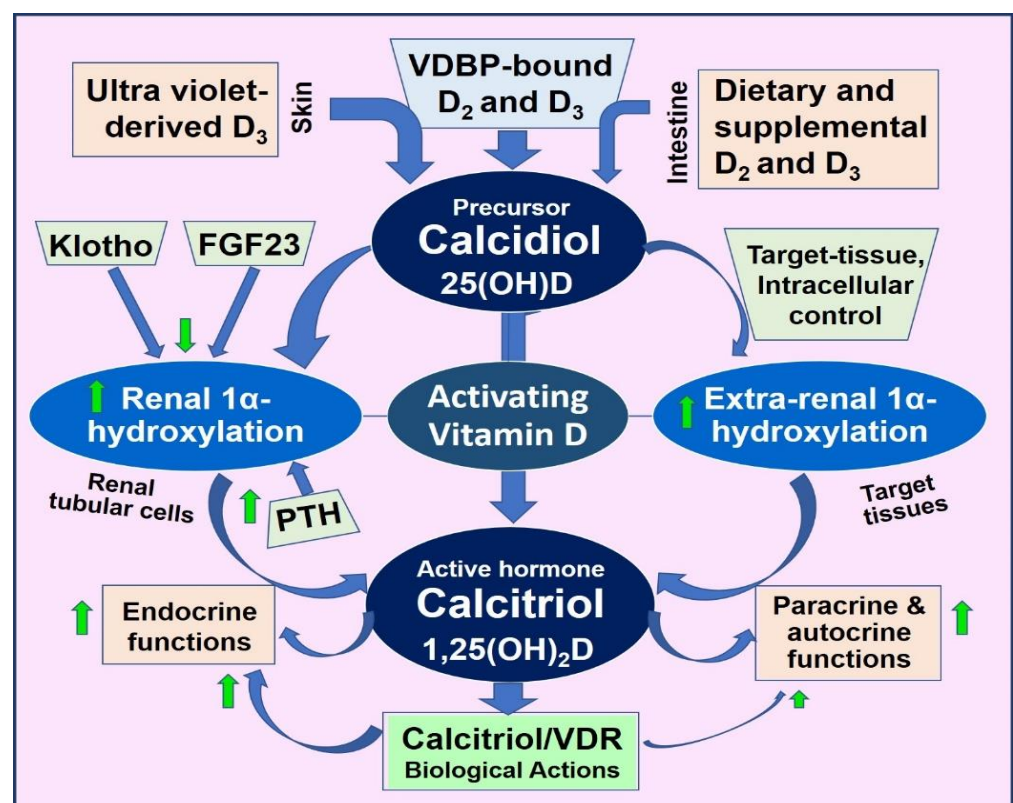 Ultra violet-
derived D₃
Skin
VDBP-bound
D₂ and D₃
Intestine
Dietary and
supplemental
D₂ and D₃
Precursor
Calcidiol
25(OH)D
Klotho
FGF23
Target-tissue,
Intracellular
control
Renal 1α-
hydroxylation
Activating
Vitamin D
Extra-renal 1α-
hydroxylation
Renal
tubular cells
PTH
Target
tissues
Active hormone
Calcitriol
1,25(OH)₂D
Endocrine
functions
Paracrine &
autocrine
functions
Calcitriol/VDR
Biological Actions